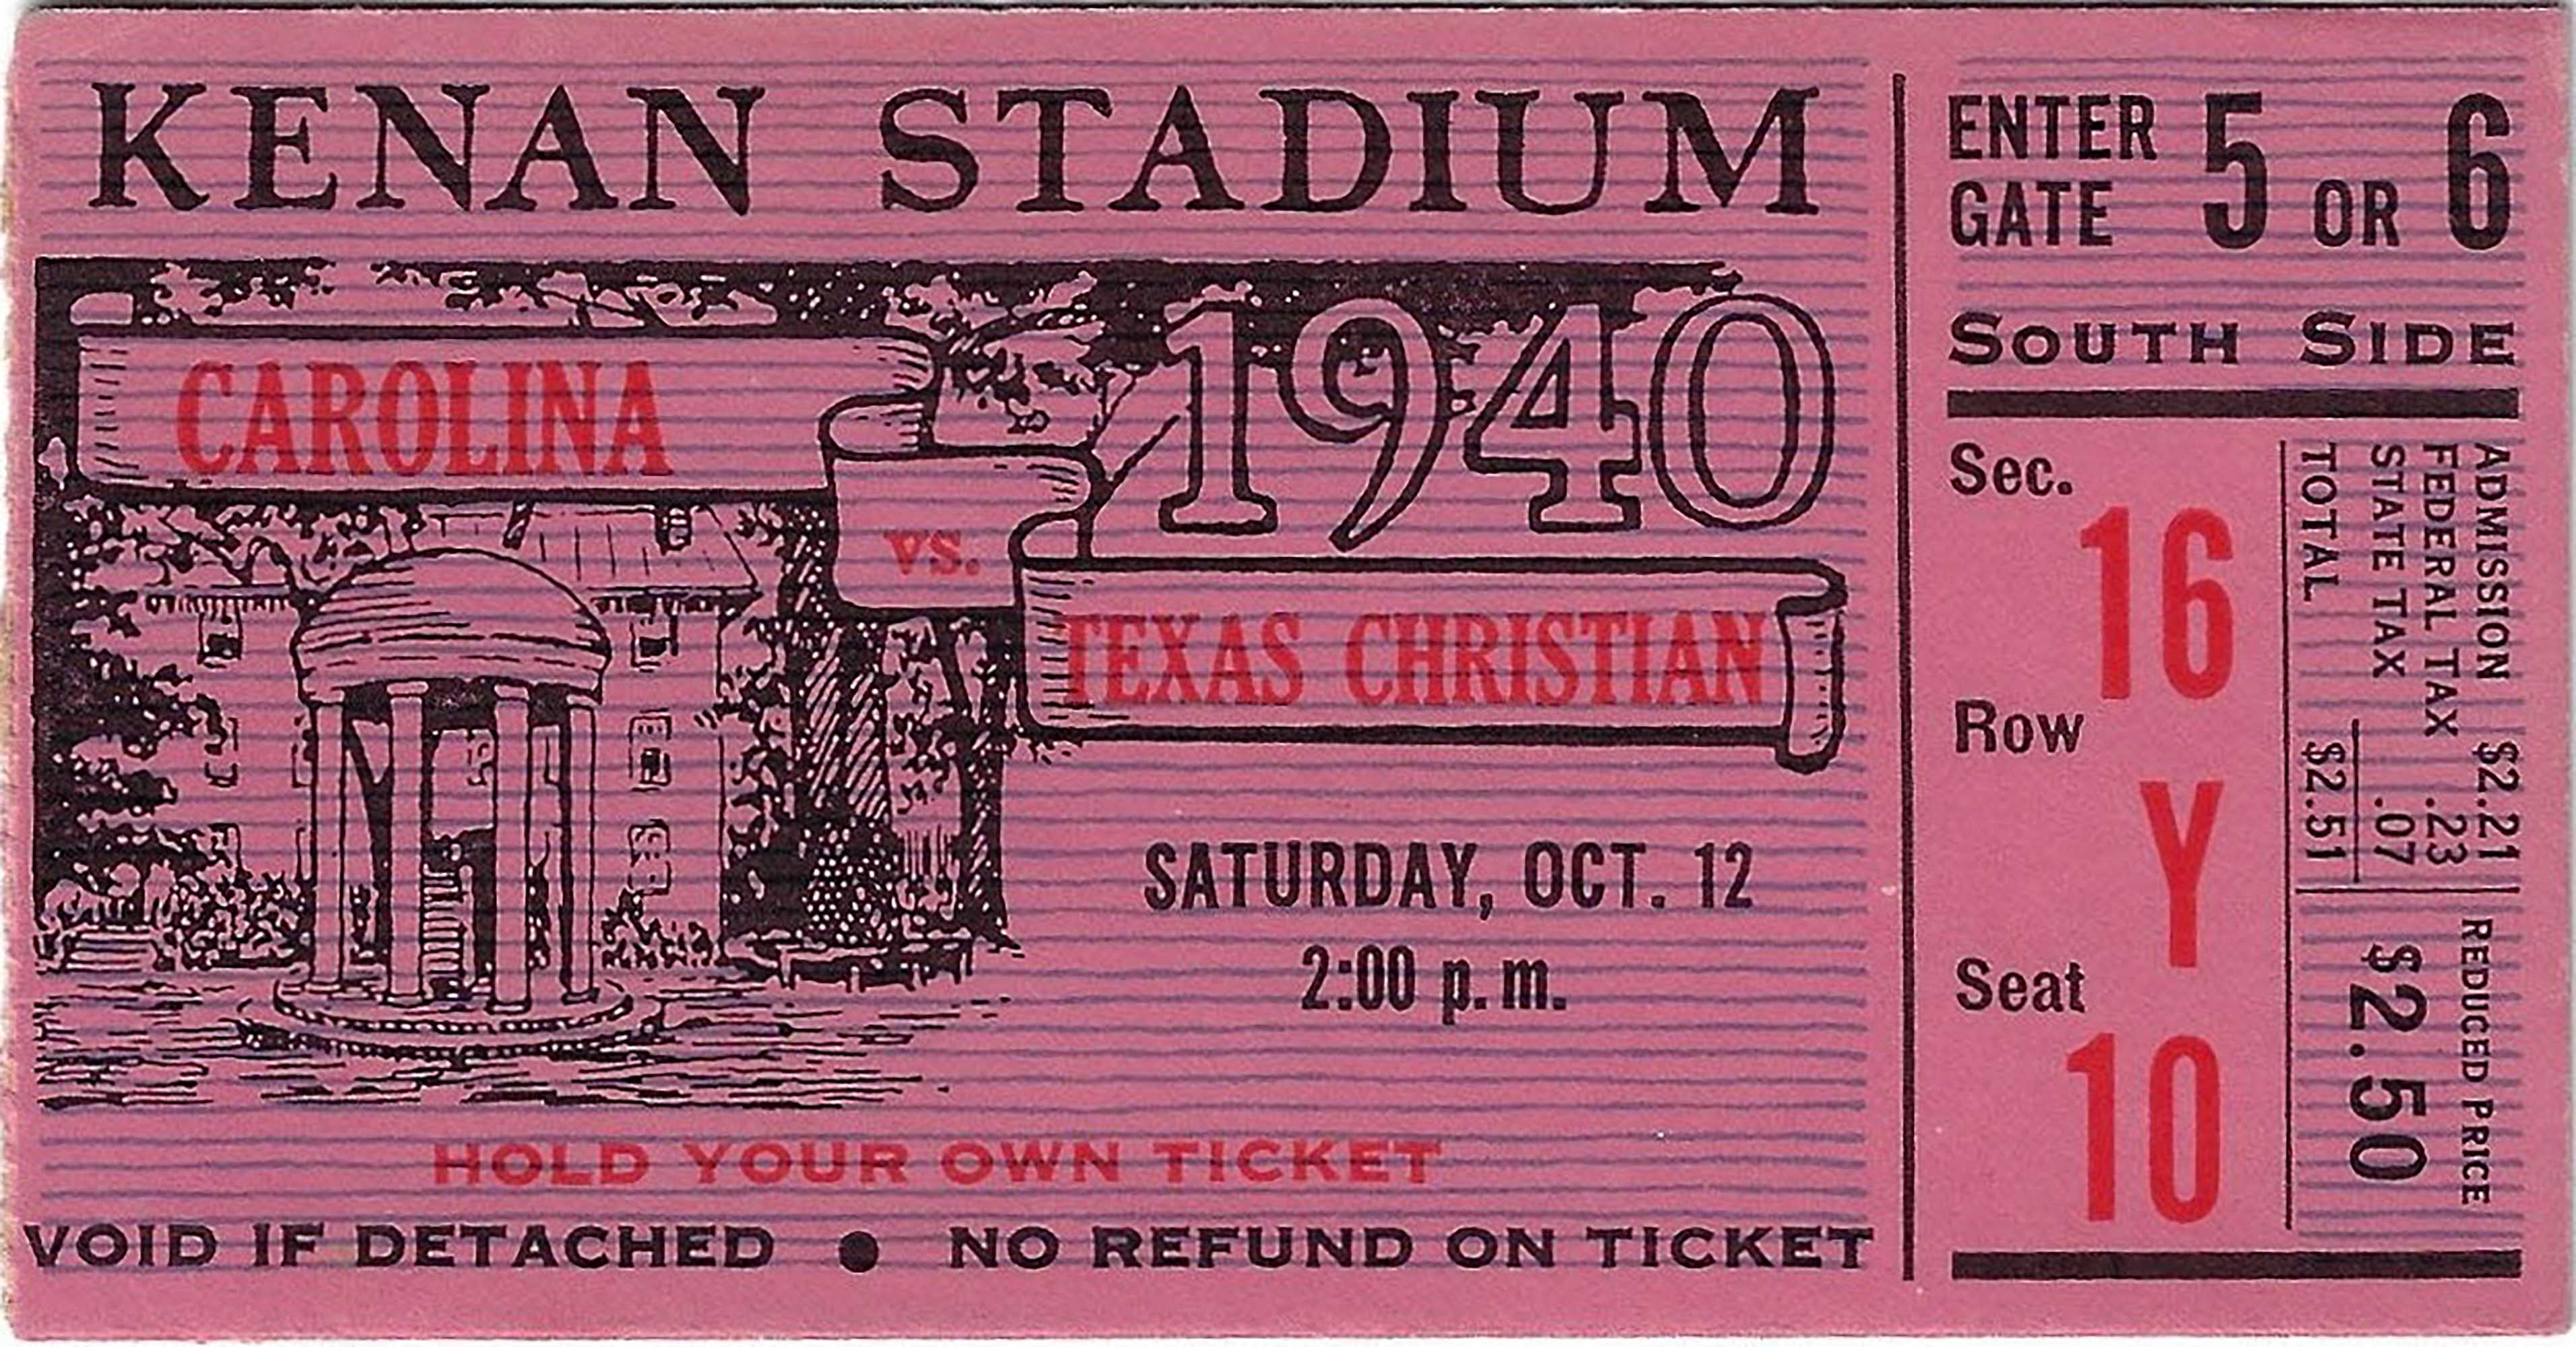 KENAN STADIUM
CAROLINA
1940
vs.
TEXAS CHRISTIAN
SATURDAY, OCT. 12
2:00 p. m.
HOLD YOUR OWN TICKET
VOID IF DETACHED ● NO REFUND ON TICKET
ENTER
GATE 5 OR 6
SOUTH SIDE
Sec.
16
Row
Y
Seat
10
ADMISSION $2.21
FEDERAL TAX .23
STATE TAX .07
TOTAL $2.51
REDUCED PRICE
$2.50